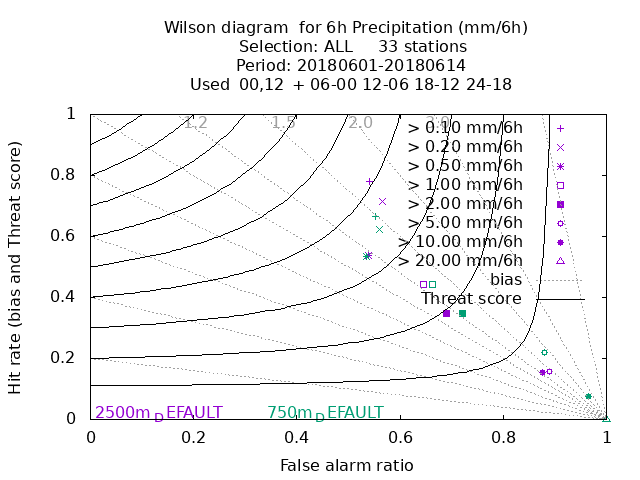 Wilson diagram  for 6h Precipitation (mm/6h)
Selection: ALL     33 stations
Period: 20180601-20180614
Used  00,12  + 06-00 12-06 18-12 24-18
Hit rate (bias and Threat score)
1
0.8
0.6
0.4
0.2
0
1.2
1.5
2.0
3.0
> 0.10 mm/6h
> 0.20 mm/6h
> 0.50 mm/6h
> 1.00 mm/6h
> 2.00 mm/6h
> 5.00 mm/6h
> 10.00 mm/6h
> 20.00 mm/6h
bias
Threat score
2500mDEFAULT
750mDEFAULT
0
0.2
0.4
0.6
0.8
1
False alarm ratio